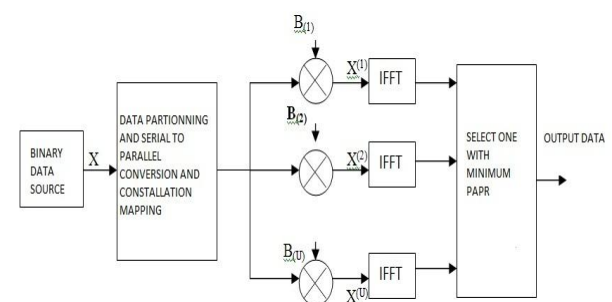 BINARY
DATA
SOURCE
X
DATA PARTIONNING
AND SERIAL TO
PARALLEL
CONVERSION AND
CONSTALLATION
MAPPING
B(1)
X(1)
IFFT
B(2)
X(2)
IFFT
B(U)
X(U)
IFFT
SELECT ONE
WITH
MINIMUM
PAPR
OUTPUT DATA